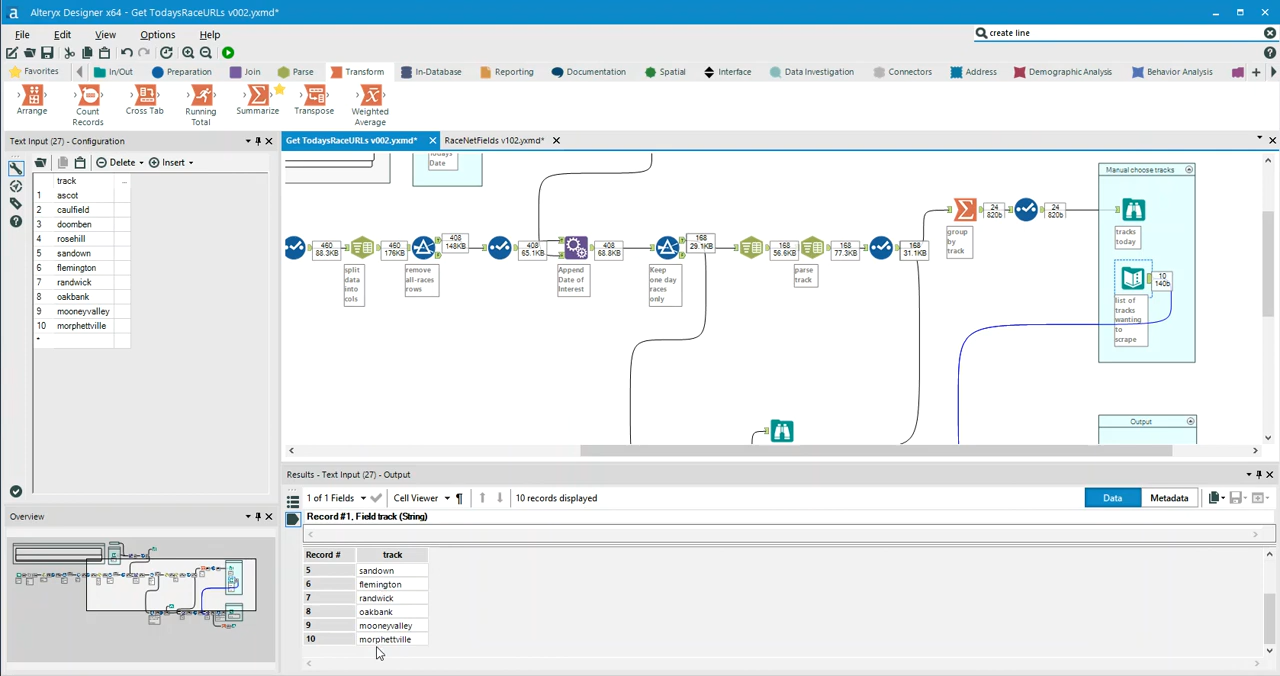 Alteryx Designer x64 - Get TodaysRaceURLs v002.yxmd*
File Edit View Options Help
create line
Favorites In/Out Preparation Join Parse Transform In-Database Reporting Documentation Spatial Interface Data Investigation Connectors Address Demographic Analysis Behavior Analysis
Arrange
Count Records
Cross Tab
Running Total
Summarize
Transpose
Weighted Average
Text Input (27) - Configuration
Get TodaysRaceURLs v002.yxmd*
RaceNetFields v102.yxmd*
Delete Insert
track ...
1 ascot
2 caulfield
3 doomben
4 rosehill
5 sandown
6 flemington
7 randwick
8 oakbank
9 mooneyvalley
10 morphettville
*
Todays
Date
Manual choose tracks
24
820b
24
820b
group
by
track
tracks
today
460
88.3KB
460
176KB
408
148KB
408
65.1KB
408
68.8KB
168
29.1KB
168
56.6KB
168
77.3KB
168
31.1KB
split
data
into
cols
remove
all-races
rows
Append
Date of
Interest
Keep
one day
races
only
parse
track
10
140b
list of
tracks
wanting
to
scrape
Output
Results - Text Input (27) - Output
1 of 1 Fields Cell Viewer ¶ 10 records displayed Data Metadata
Record #1, Field track (String)
Record # track
5 sandown
6 flemington
7 randwick
8 oakbank
9 mooneyvalley
10 morphettville
Overview